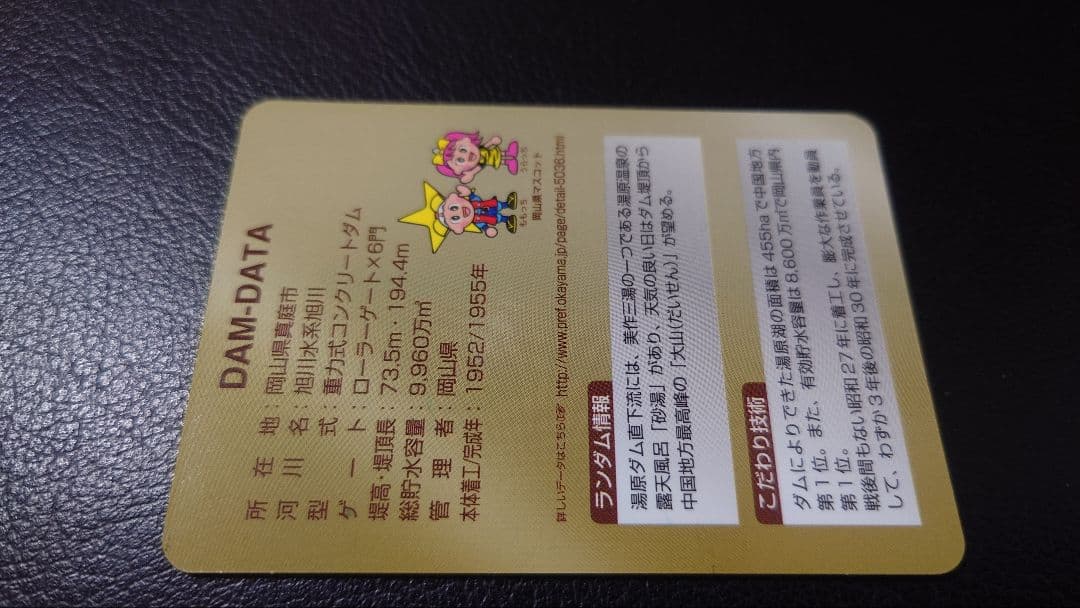 DAM-DATA
所在地：岡山県真庭市
河川名：旭川水系旭川
型式：重力式コンクリートダム
ゲート：ローラーゲート×6門
堤高・堤頂長：73.5m・194.4m
総貯水容量：9,960万㎥
管理者：岡山県
本体着工/完成年：1952/1955年
ももっち
うらっち
岡山県マスコット
詳しいデータはこちら☞ http://www.pref.okayama.jp/page/detail-5036.html
ランダム情報
湯原ダム直下流には、美作三湯の一つである湯原温泉の
露天風呂「砂湯」があり、天気の良い日はダム堤頂から
中国地方最高峰の「大山(だいせん)」が望める。
こだわり技術
ダムによりできた湯原湖の面積は455haで中国地方
第1位。また、有効貯水容量は8,600万㎥で岡山県内
第1位。
戦後間もない昭和27年に着工し、膨大な作業員を動員
して、わずか3年後の昭和30年に完成させている。